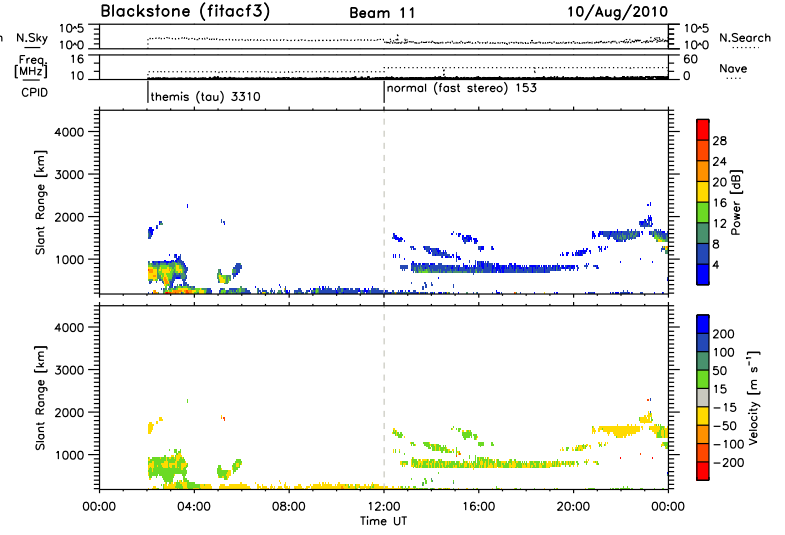 Blackstone (fitacf3)
Beam 11
10/Aug/2010
n N.Sky
10^5
10^0
10^5
10^0
N.Search
Freq.
[MHz]
16
10
60
0
Nave
CPID
themis (tau) 3310
normal (fast stereo) 153
Slant Range [km]
4000
3000
2000
1000
28
24
20
16
12
8
4
Power [dB]
Slant Range [km]
4000
3000
2000
1000
200
100
50
15
-15
-50
-100
-200
Velocity [m s⁻¹]
00:00
04:00
08:00
12:00
16:00
20:00
00:00
Time UT